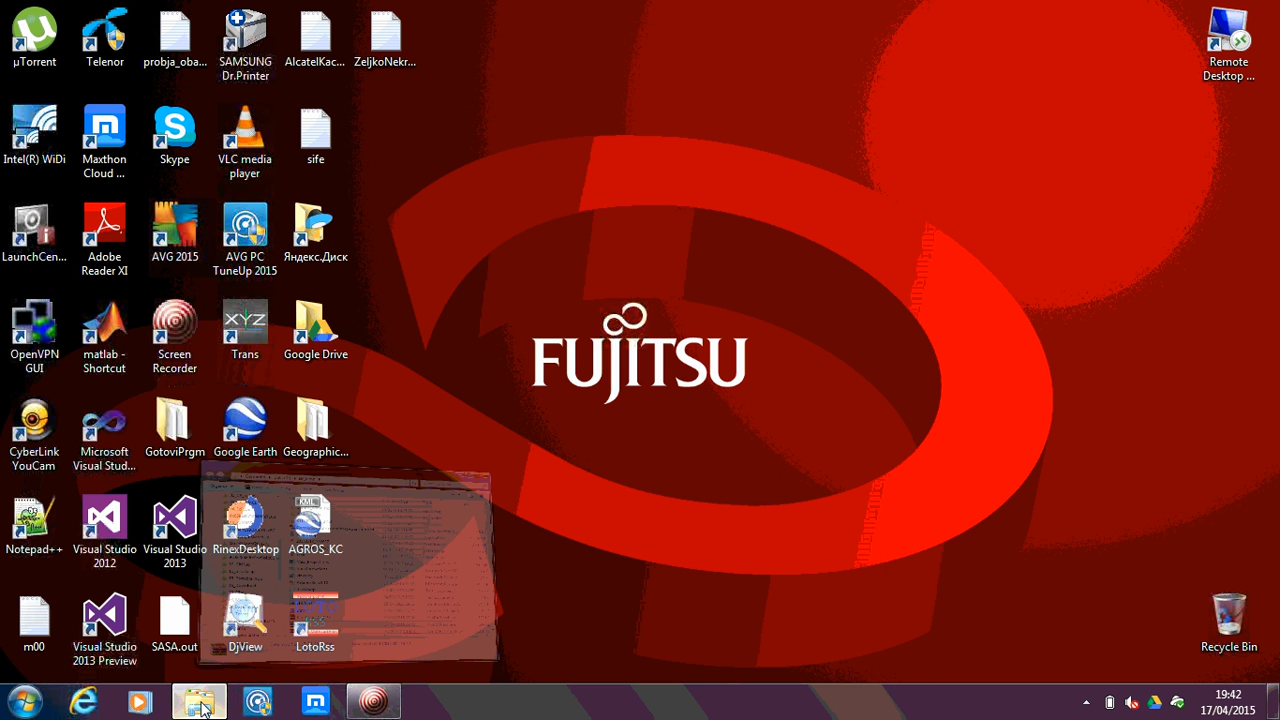 µTorrent
Telenor
probja_oba...
SAMSUNG
Dr.Printer
AlcatelKac...
ZeljkoNekr...
Remote
Desktop ...
Intel(R) WiDi
Maxthon
Cloud ...
Skype
VLC media
player
sife
LaunchCen...
Adobe
Reader XI
AVG 2015
AVG PC
TuneUp 2015
Яндекс.Диск
OpenVPN
GUI
matlab -
Shortcut
Screen
Recorder
XYZ
Trans
Google Drive
FUJITSU
CyberLink
YouCam
Microsoft
Visual Stud...
GotoviPrgm
Google Earth
Geographic...
KML
Notepad++
Visual Studio
2012
Visual Studio
2013
RinexDesktop
AGROS_KC
m00
Visual Studio
2013 Preview
SASA.out
DjView
LotoRss
Recycle Bin
19:42
17/04/2015